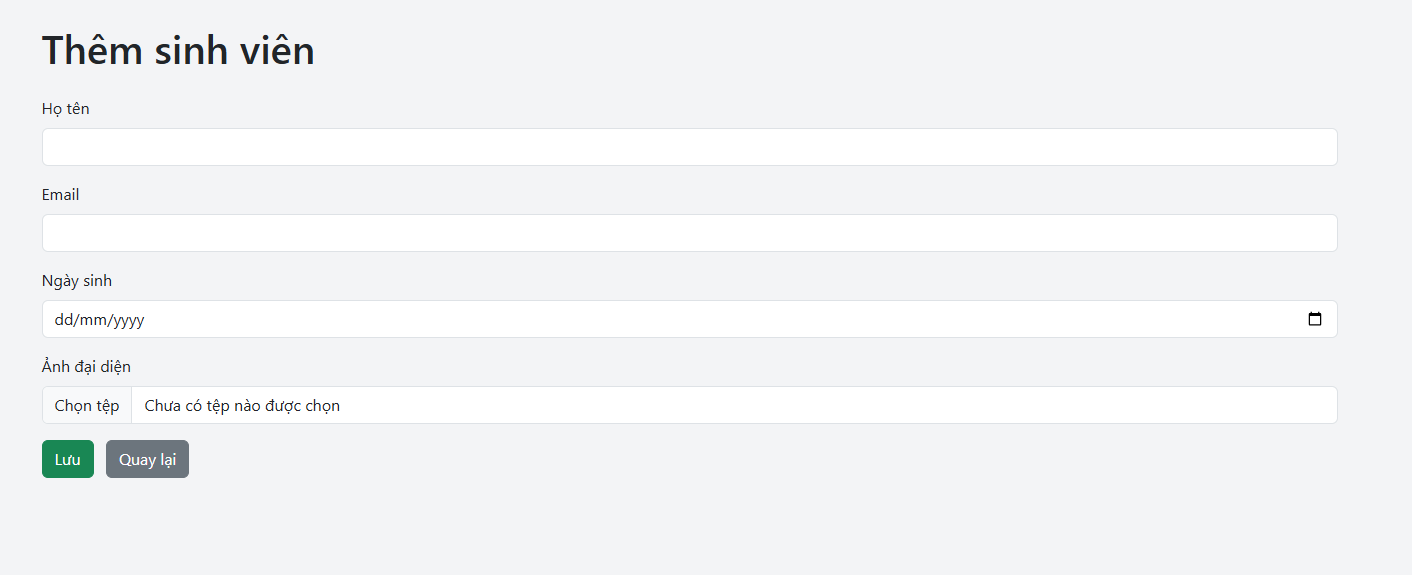 Thêm sinh viên
Họ tên
Email
Ngày sinh
dd/mm/yyyy
Ảnh đại diện
Chọn tệp Chưa có tệp nào được chọn
Lưu Quay lại